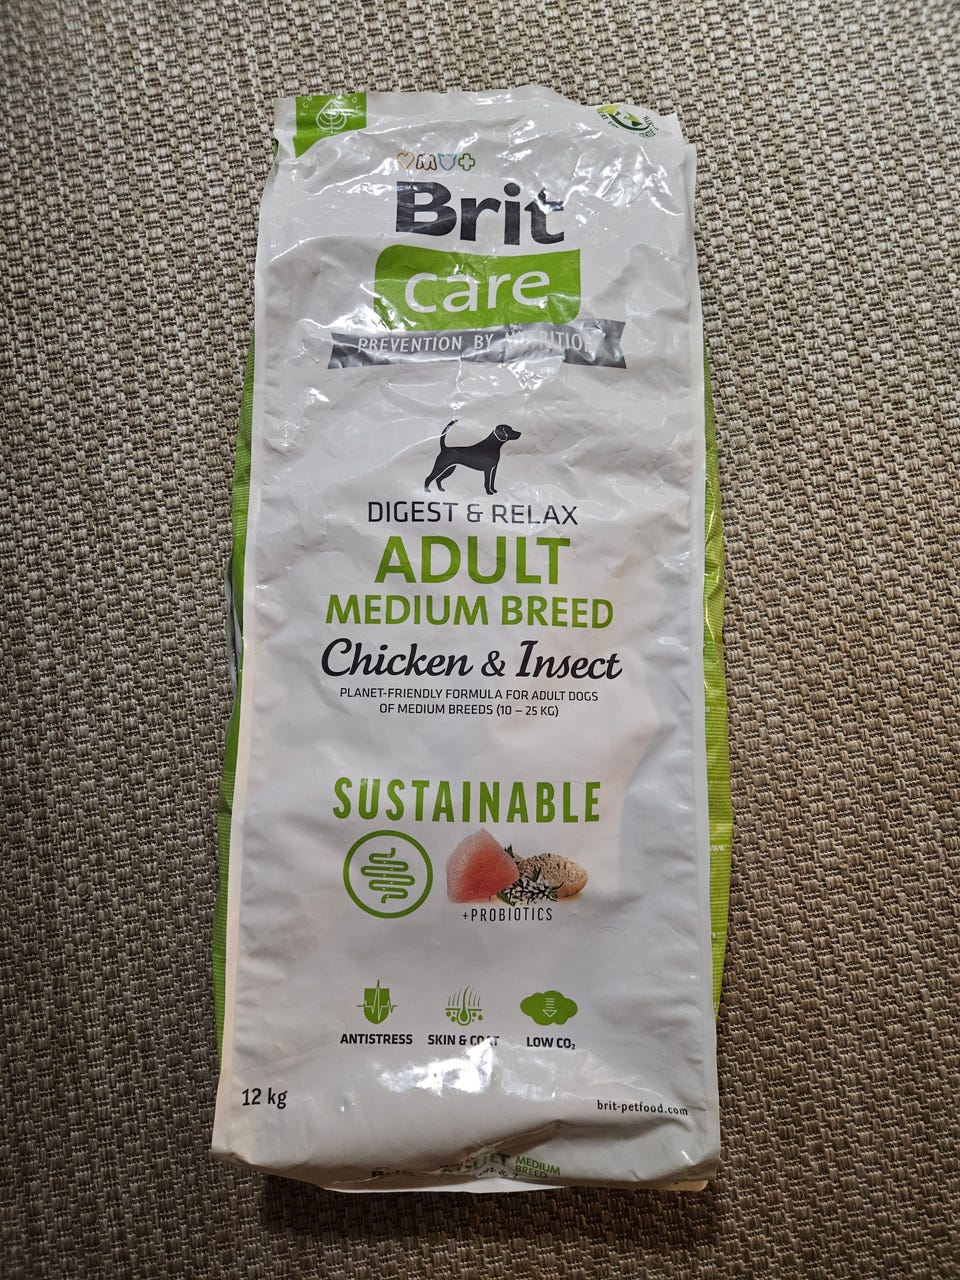 Brit
care
PREVENTION BY NUTRITION
DIGEST & RELAX
ADULT
MEDIUM BREED
Chicken & Insect
PLANET-FRIENDLY FORMULA FOR ADULT DOGS
OF MEDIUM BREEDS (10 – 25 KG)
SUSTAINABLE
+PROBIOTICS
ANTISTRESS SKIN & COAT LOW CO₂
12 kg
brit-petfood.com
MEDIUM
BREED